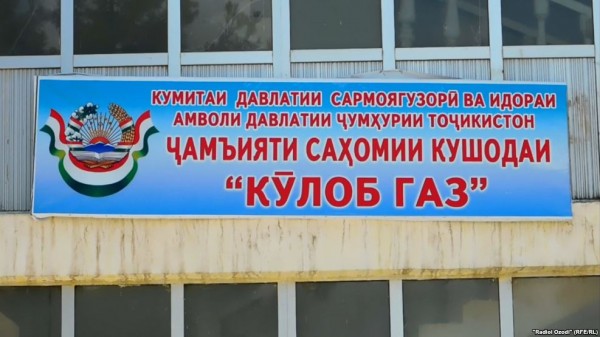 КУМИТАИ ДАВЛАТИИ САРМОЯГУЗОРӢ ВА ИДОРАИ
АМВОЛИ ДАВЛАТИИ ҶУМҲУРИИ ТОҶИКИСТОН
ҶАМЪИЯТИ САҲОМИИ КУШОДАИ
“КӮЛОБ ГАЗ”
"Radioi Ozodi" (RFE/RL)